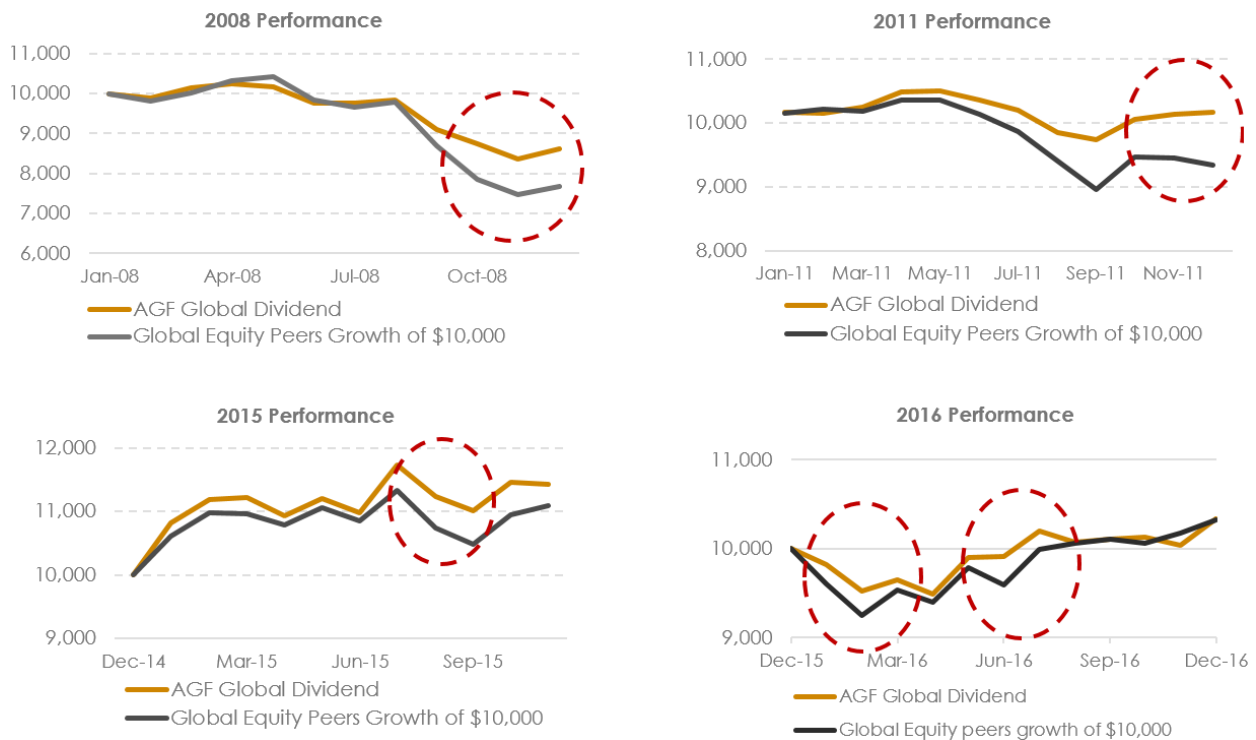 2008 Performance
11,000
10,000
9,000
8,000
7,000
6,000
Jan-08 Apr-08 Jul-08 Oct-08
AGF Global Dividend
Global Equity Peers Growth of $10,000
2011 Performance
11,000
10,000
9,000
8,000
Jan-11 Mar-11 May-11 Jul-11 Sep-11 Nov-11
AGF Global Dividend
Global Equity Peers Growth of $10,000
2015 Performance
12,000
11,000
10,000
9,000
Dec-14 Mar-15 Jun-15 Sep-15
AGF Global Dividend
Global Equity Peers Growth of $10,000
2016 Performance
11,000
10,000
9,000
Dec-15 Mar-16 Jun-16 Sep-16 Dec-16
AGF Global Dividend
Global Equity peers growth of $10,000